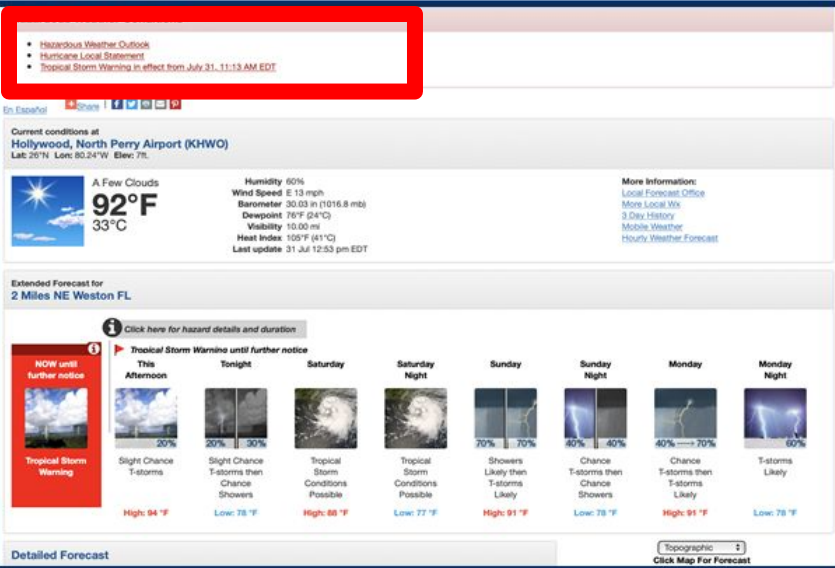 Hazardous Weather Outlook
Hurricane Local Statement
Tropical Storm Warning in effect from July 31, 11:13 AM EDT
En Español
Share |
Current conditions at
Hollywood, North Perry Airport (KHWO)
Lat: 26°N Lon: 80.24°W Elev: 7ft.
A Few Clouds
92°F
33°C
Humidity 60%
Wind Speed E 13 mph
Barometer 30.03 in (1016.8 mb)
Dewpoint 76°F (24°C)
Visibility 10.00 mi
Heat Index 105°F (41°C)
Last update 31 Jul 12:53 pm EDT
More Information:
Local Forecast Office
More Local Wx
3 Day History
Mobile Weather
Hourly Weather Forecast
Extended Forecast for
2 Miles NE Weston FL
Click here for hazard details and duration
Tropical Storm Warning until further notice
NOW until
further notice
Tropical Storm
Warning
This
Afternoon
20%
Slight Chance
T-storms
High: 94 °F
Tonight
20% 30%
Slight Chance
T-storms then
Chance
Showers
Low: 78 °F
Saturday
Tropical
Storm
Conditions
Possible
High: 88 °F
Saturday
Night
Tropical
Storm
Conditions
Possible
Low: 77 °F
Sunday
70% 70%
Showers
Likely then
T-storms
Likely
High: 91 °F
Sunday
Night
40% 40%
Chance
T-storms then
Chance
Showers
Low: 78 °F
Monday
40% 70%
Chance
T-storms then
T-storms
Likely
High: 91 °F
Monday
Night
60%
T-storms
Likely
Low: 78 °F
Detailed Forecast
Topographic
Click Map For Forecast